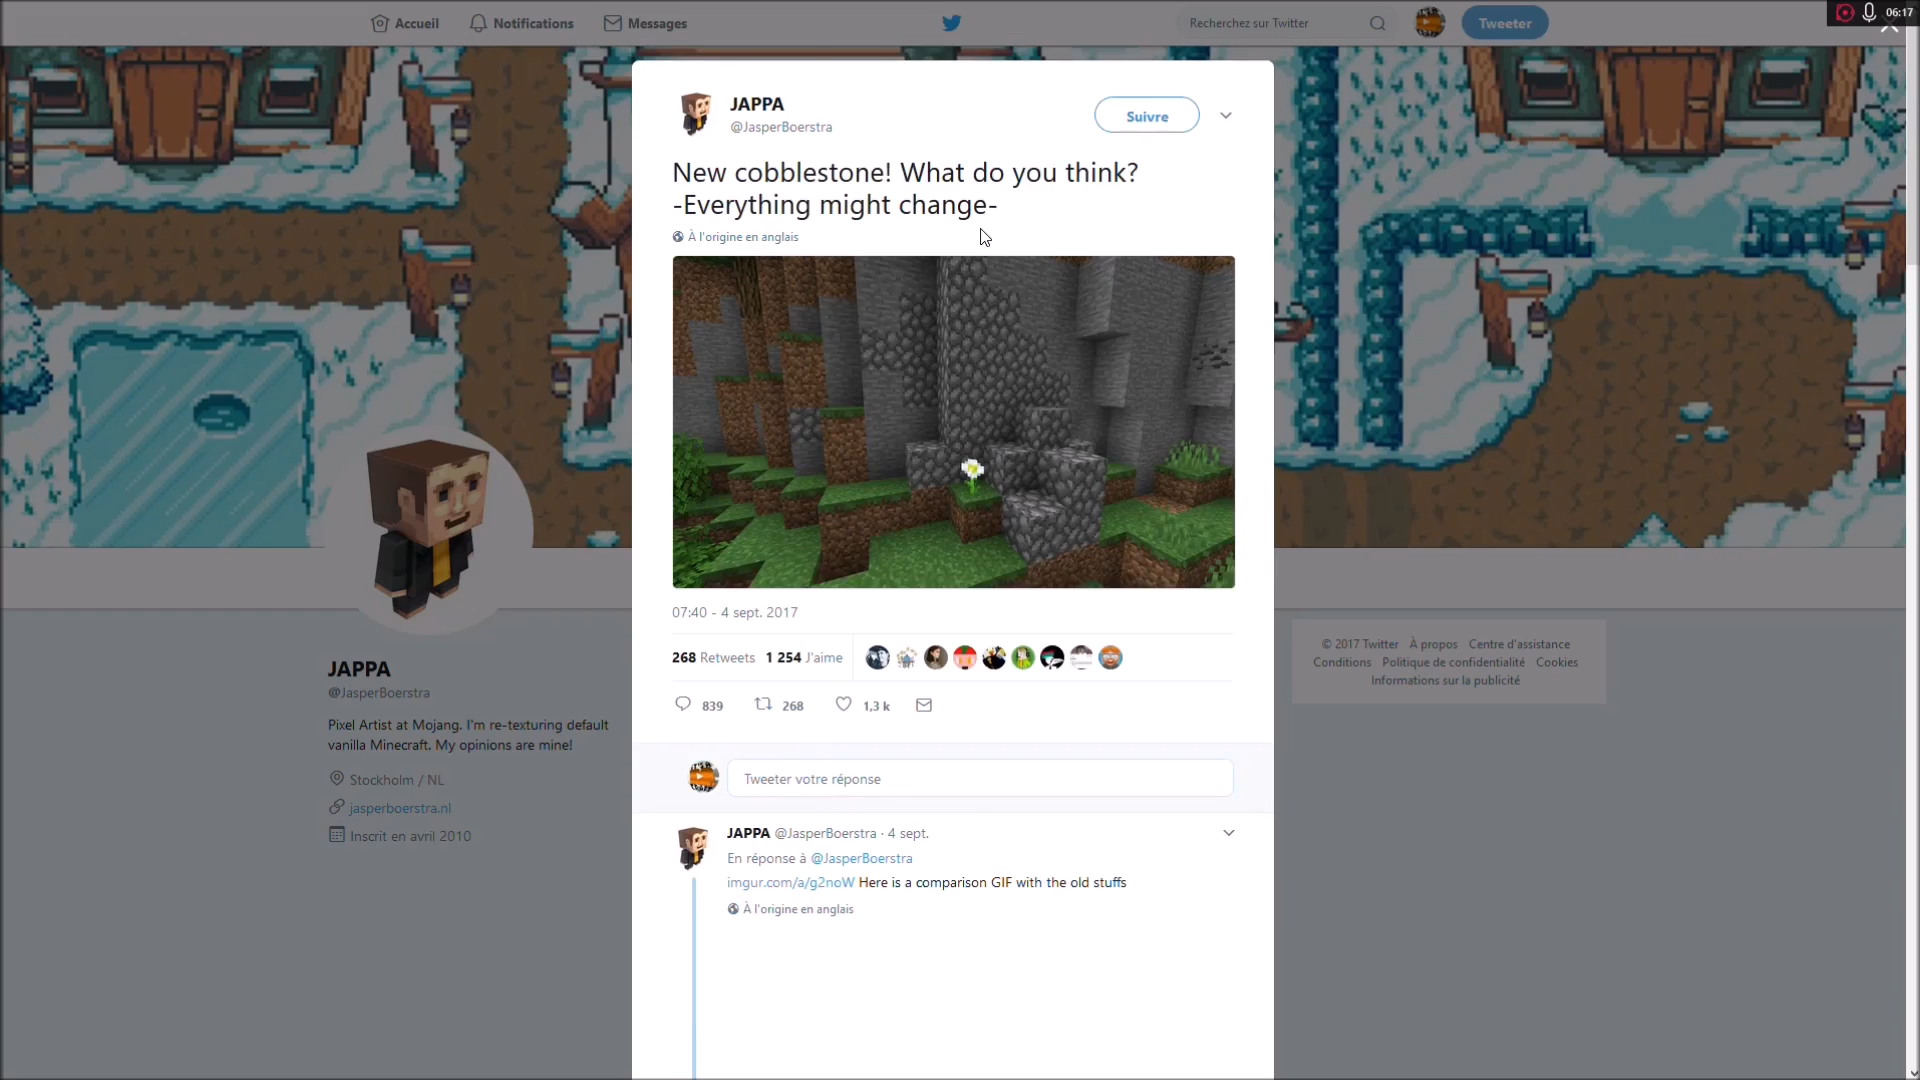 Accueil
Notifications
Messages
Recherchez sur Twitter
Tweeter
06:17
JAPPA
@JasperBoerstra
Suivre
New cobblestone! What do you think?
-Everything might change-
À l'origine en anglais
07:40 - 4 sept. 2017
268 Retweets 1 254 J'aime
839 268 1,3 k
Tweeter votre réponse
JAPPA @JasperBoerstra · 4 sept.
En réponse à @JasperBoerstra
imgur.com/a/g2noW Here is a comparison GIF with the old stuffs
À l'origine en anglais
JAPPA
@JasperBoerstra
Pixel Artist at Mojang. I'm re-texturing default
vanilla Minecraft. My opinions are mine!
Stockholm / NL
jasperboerstra.nl
Inscrit en avril 2010
© 2017 Twitter À propos Centre d'assistance
Conditions Politique de confidentialité Cookies
Informations sur la publicité